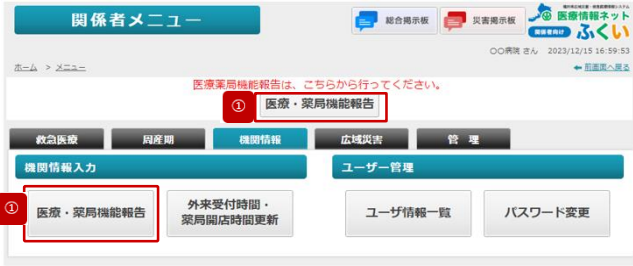 関係者メニュー
総合掲示板
災害掲示板
医療情報ネット
関係者向け ふくい
〇〇病院 さん 2023/12/15 16:59:53
ホーム > メニュー
前画面へ戻る
医療薬局機能報告は、こちらから行ってください。
① 医療・薬局機能報告
救急医療 周産期 機関情報 広域災害 管 理
機関情報入力
ユーザー管理
① 医療・薬局機能報告
外来受付時間・
薬局開店時間更新
ユーザ情報一覧
パスワード変更